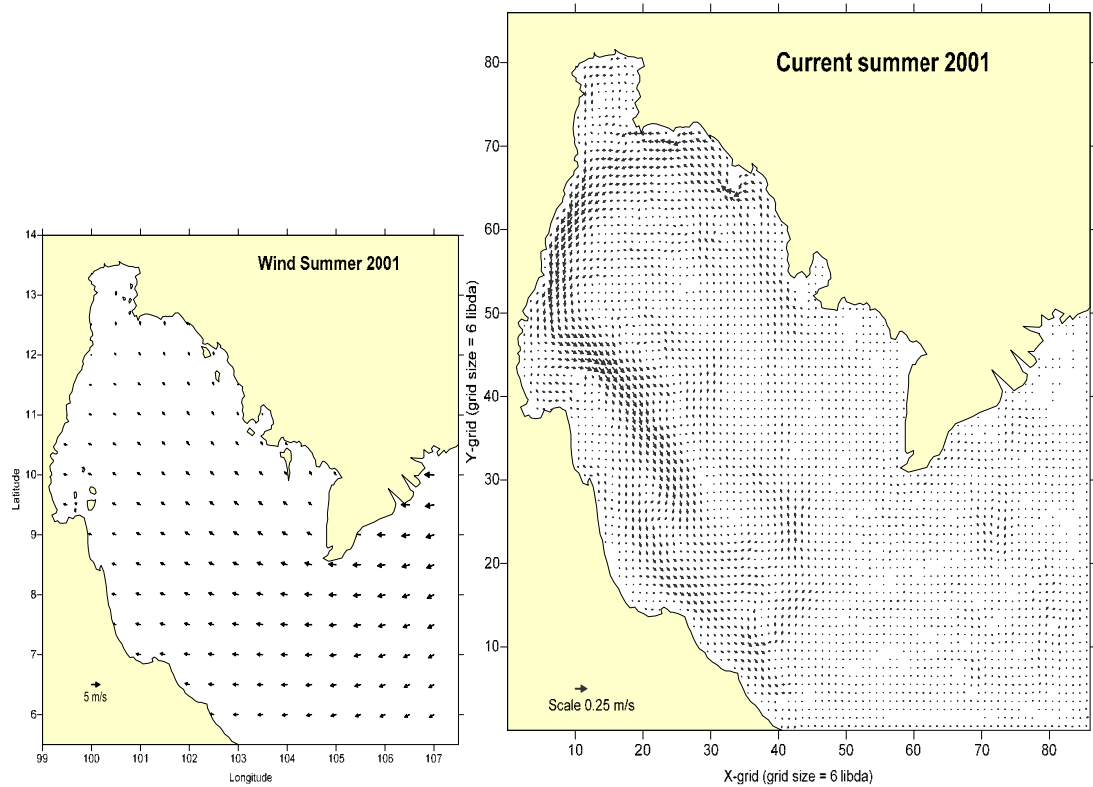 Wind Summer 2001
14
13
12
11
10
9
8
7
6
Latitude
5 m/s
99 100 101 102 103 104 105 106 107
Longitude
Current summer 2001
80
70
60
50
40
30
20
10
Y-grid (grid size = 6 libda)
Scale 0.25 m/s
10 20 30 40 50 60 70 80
X-grid (grid size = 6 libda)